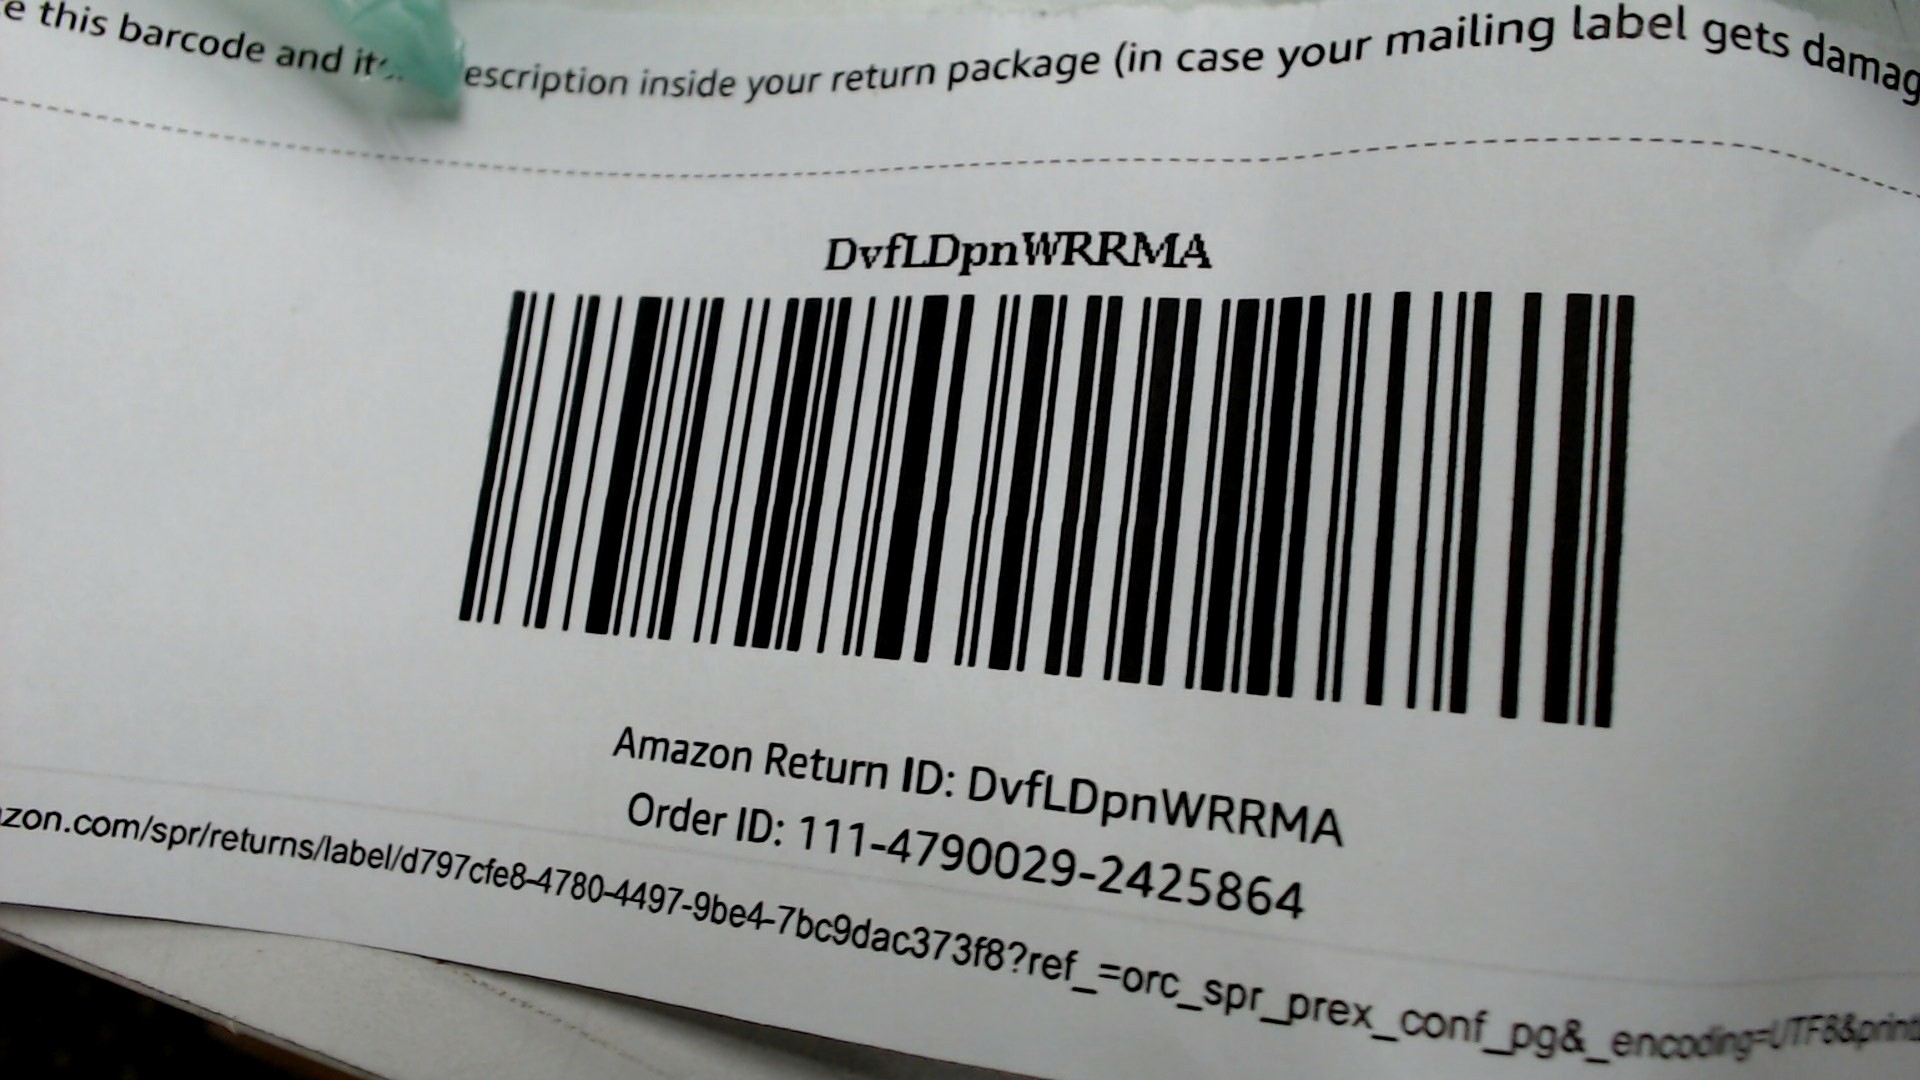 e this barcode and its escription inside your return package (in case your mailing label gets damag
DvfLDpnWRRMA
Amazon Return ID: DvfLDpnWRRMA
Order ID: 111-4790029-2425864
zon.com/spr/returns/label/d797cfe8-4780-4497-9be4-7bc9dac373f8?ref_=orc_spr_prex_conf_pg&_encoding=UTF8&print